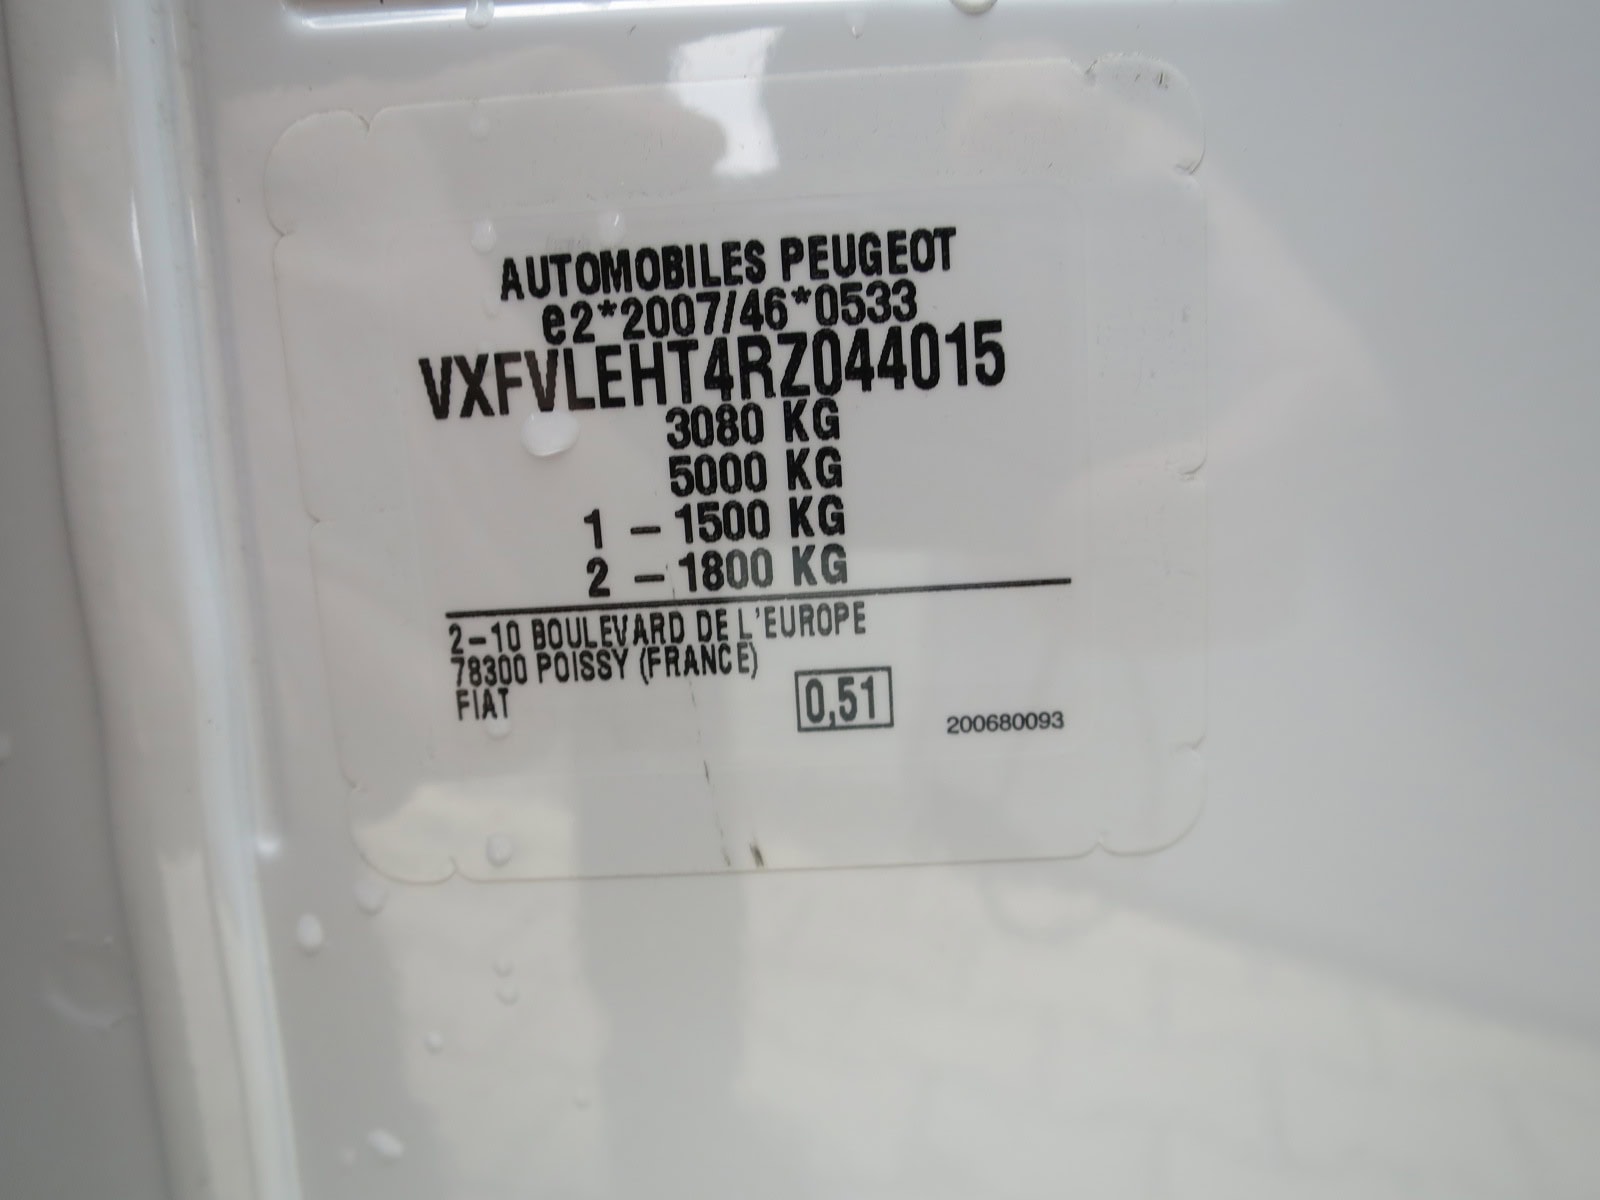 AUTOMOBILES PEUGEOT
e2*2007/46*0533
VXFVLEHT4RZ044015
3080 KG
5000 KG
1 – 1500 KG
2 – 1800 KG
2–10 BOULEVARD DE L'EUROPE
78300 POISSY (FRANCE)
FIAT
0,51
200680093